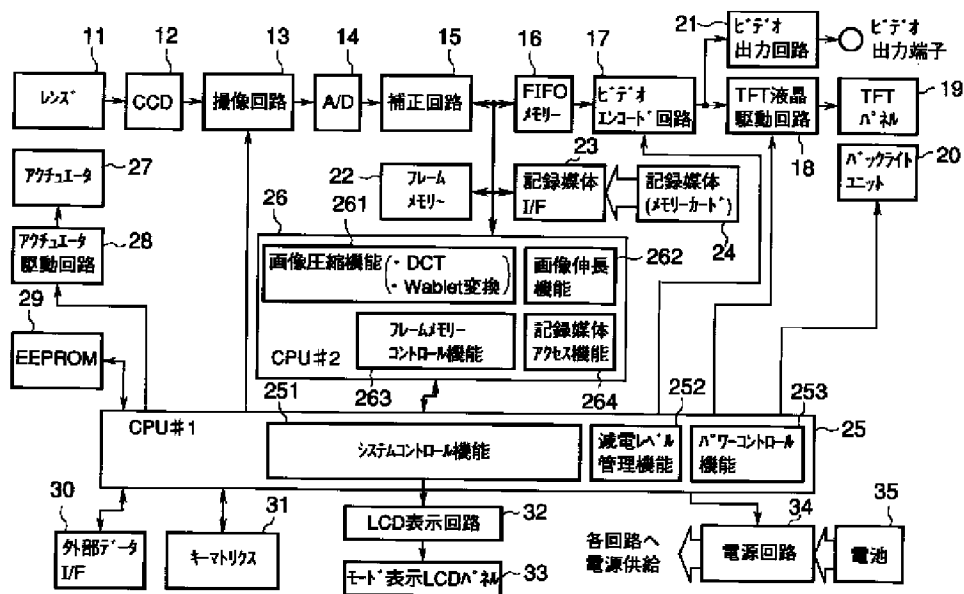 11
12
13
14
15
16
17
21
ビデオ
出力回路
ビデオ
出力端子
レンズ
CCD
撮像回路
A/D
補正回路
FIFO
メモリー
ビデオ
エンコード回路
TFT液晶
駆動回路
18
TFT
パネル
19
27
アクチュエータ
22
フレーム
メモリー
23
記録媒体
I/F
記録媒体
(メモリーカード)
24
バックライト
ユニット
20
アクチュエータ
駆動回路
28
26
261
画像圧縮機能
・DCT
・Wablet変換
画像伸長
機能
262
29
EEPROM
CPU#2
フレームメモリー
コントロール機能
263
記録媒体
アクセス機能
264
CPU#1
251
システムコントロール機能
252
減電レベル
管理機能
253
パワーコントロール
機能
25
30
外部データ
I/F
31
キーマトリクス
LCD表示回路
32
モード表示LCDパネル
33
各回路へ
電源供給
34
電源回路
35
電池